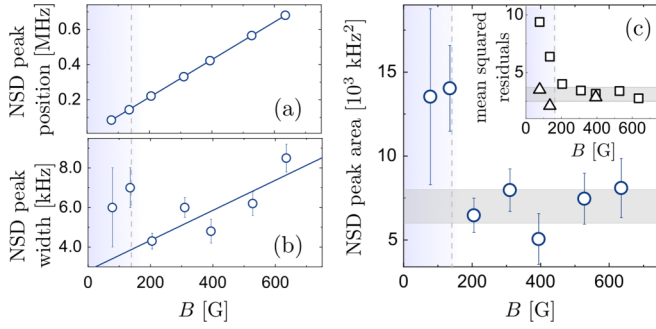 NSD peak
position [MHz]
0.6
0.4
0.2
(a)
NSD peak
width [kHz]
8.0
6.0
4.0
(b)
0
200
400
600
B [G]
NSD peak area [10³ kHz²]
15
10
5
(c)
0
200
400
600
B [G]
mean squared
residuals
10
5
0
200
400
600
B [G]